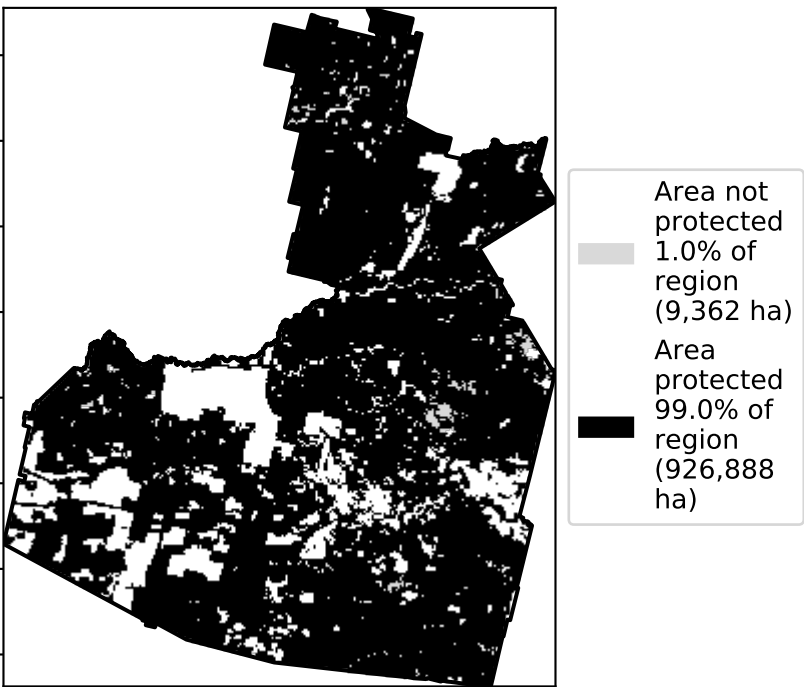 Area not
protected
1.0% of
region
(9,362 ha)
Area
protected
99.0% of
region
(926,888
ha)